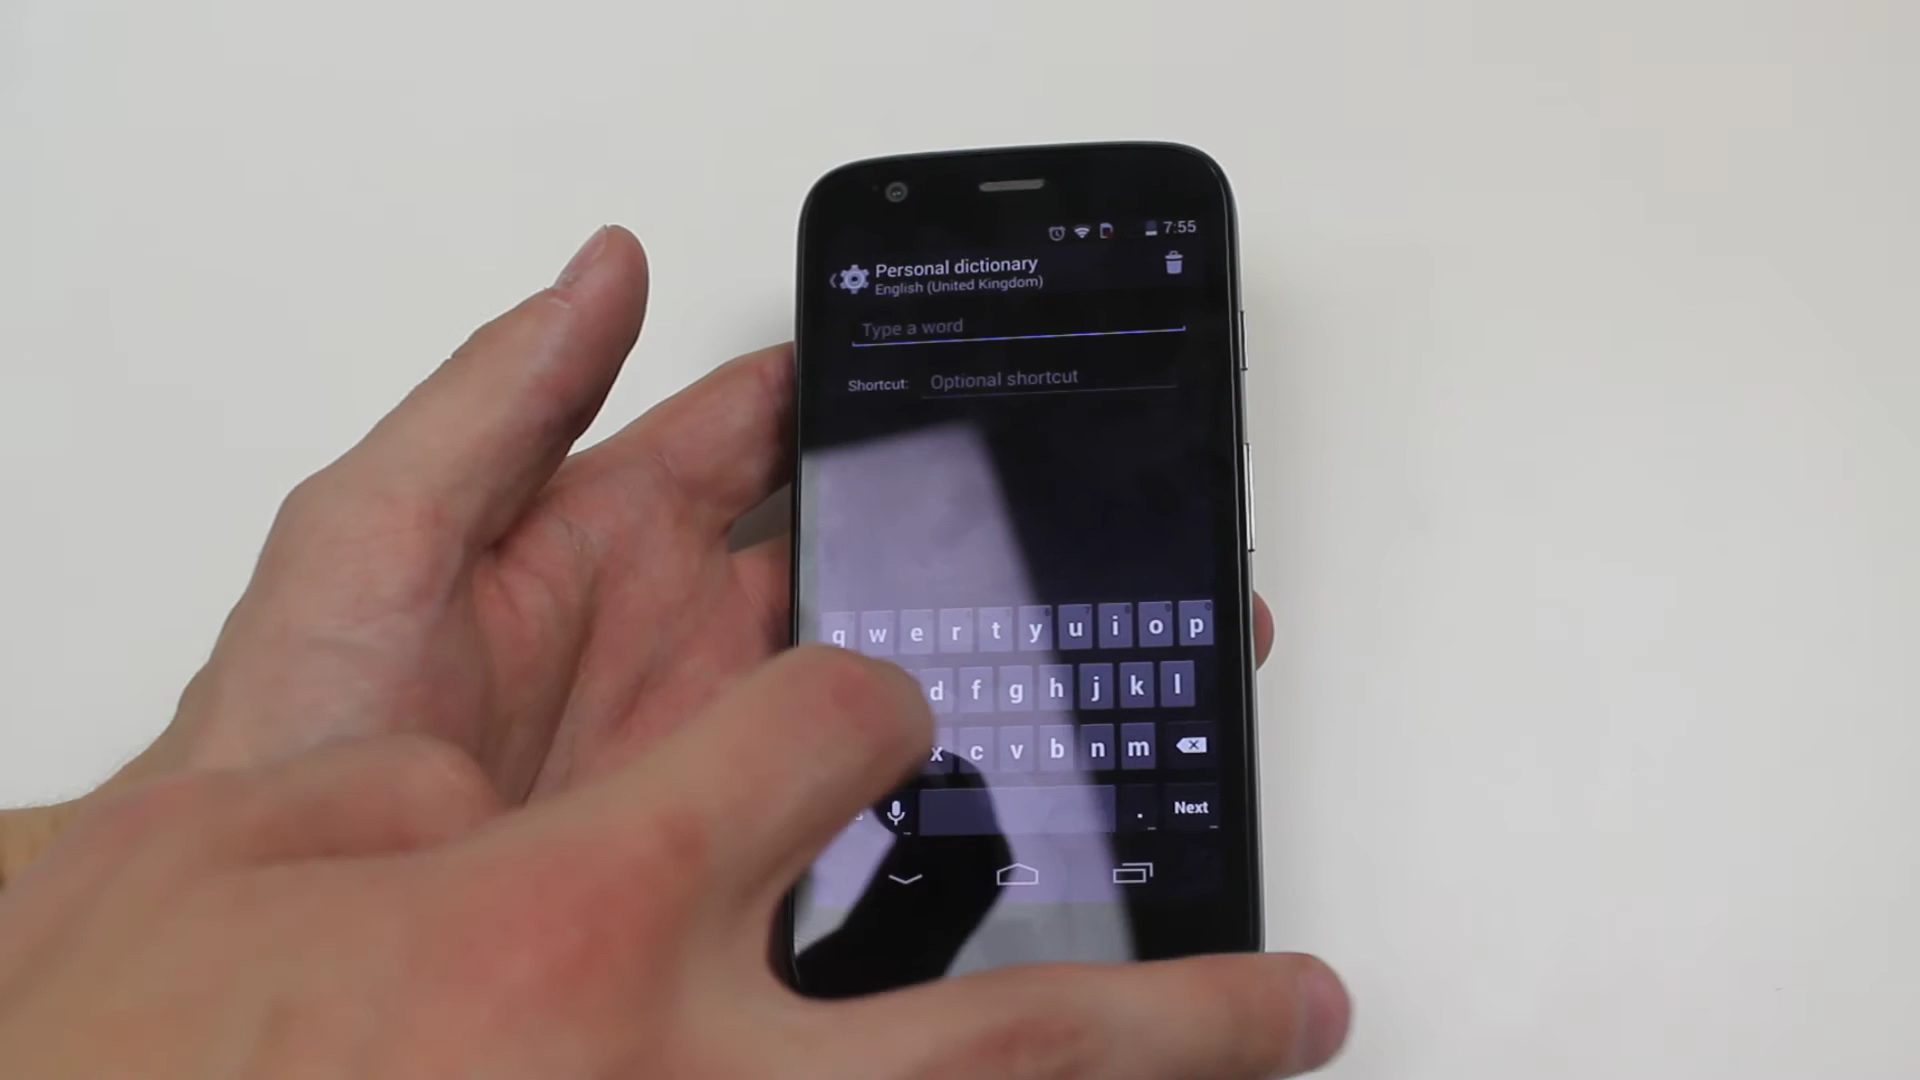 7:55
Personal dictionary
English (United Kingdom)
Type a word
Shortcut: Optional shortcut
q w e r t y u i o p
d f g h j k l
x c v b n m
. Next